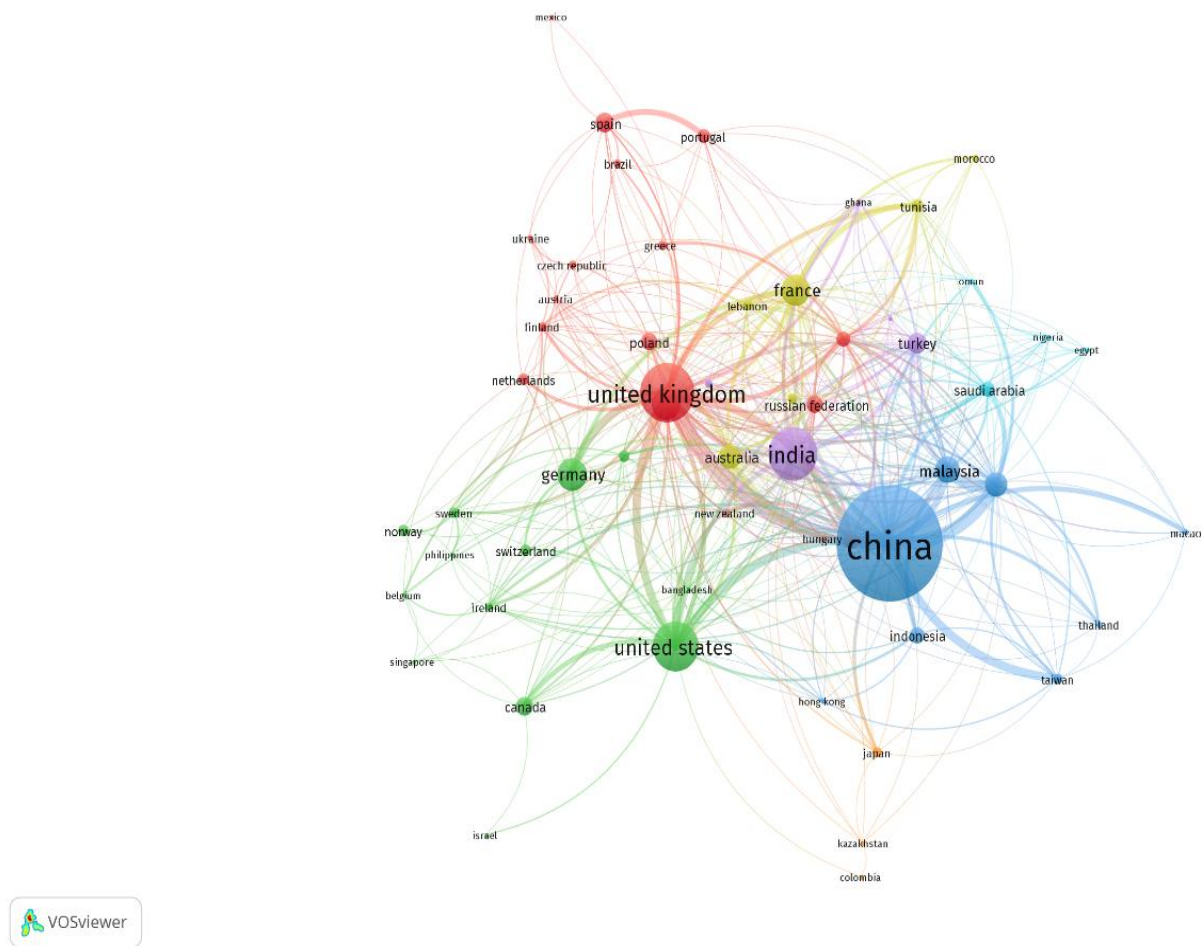 mexico
spain
portugal
brazil
morocco
ghana
tunisia
ukraine
greece
czech republic
oman
france
austria
lebanon
finland
poland
turkey
nigeria
egypt
netherlands
united kingdom
saudi arabia
russian federation
india
australia
malaysia
germany
sweden
new zealand
norway
macao
hungary
china
switzerland
philippines
bangladesh
belgium
ireland
thailand
indonesia
united states
singapore
taiwan
hong kong
canada
japan
israel
kazakhstan
colombia
VOSviewer